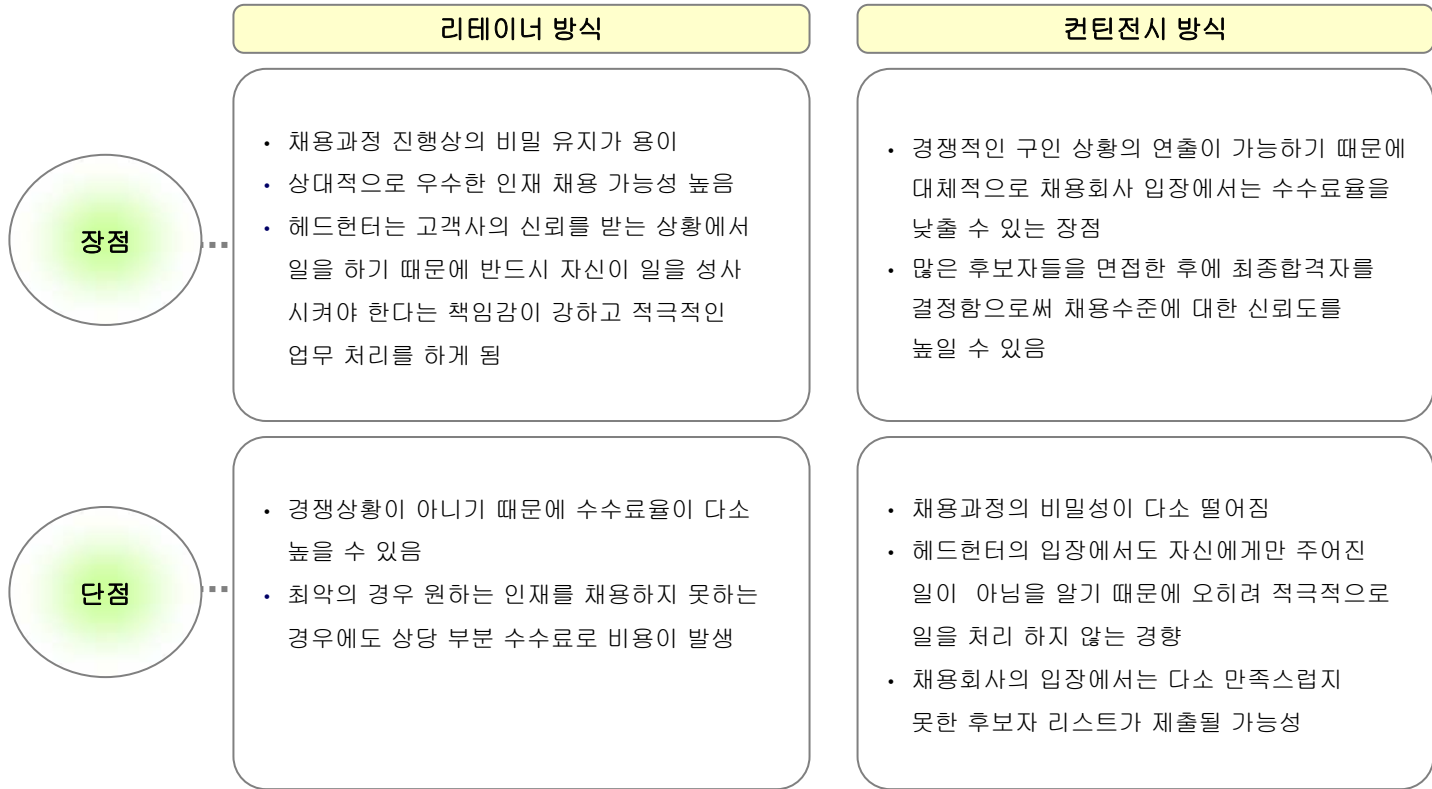 리테이너 방식
컨틴전시 방식
장점
• 채용과정 진행상의 비밀 유지가 용이
• 상대적으로 우수한 인재 채용 가능성 높음
• 헤드헌터는 고객사의 신뢰를 받는 상황에서
일을 하기 때문에 반드시 자신이 일을 성사
시켜야 한다는 책임감이 강하고 적극적인
업무 처리를 하게 됨
• 경쟁적인 구인 상황의 연출이 가능하기 때문에
대체적으로 채용회사 입장에서는 수수료율을
낮출 수 있는 장점
• 많은 후보자들을 면접한 후에 최종합격자를
결정함으로써 채용수준에 대한 신뢰도를
높일 수 있음
단점
• 경쟁상황이 아니기 때문에 수수료율이 다소
높을 수 있음
• 최악의 경우 원하는 인재를 채용하지 못하는
경우에도 상당 부분 수수료로 비용이 발생
• 채용과정의 비밀성이 다소 떨어짐
• 헤드헌터의 입장에서도 자신에게만 주어진
일이  아님을 알기 때문에 오히려 적극적으로
일을 처리 하지 않는 경향
• 채용회사의 입장에서는 다소 만족스럽지
못한 후보자 리스트가 제출될 가능성